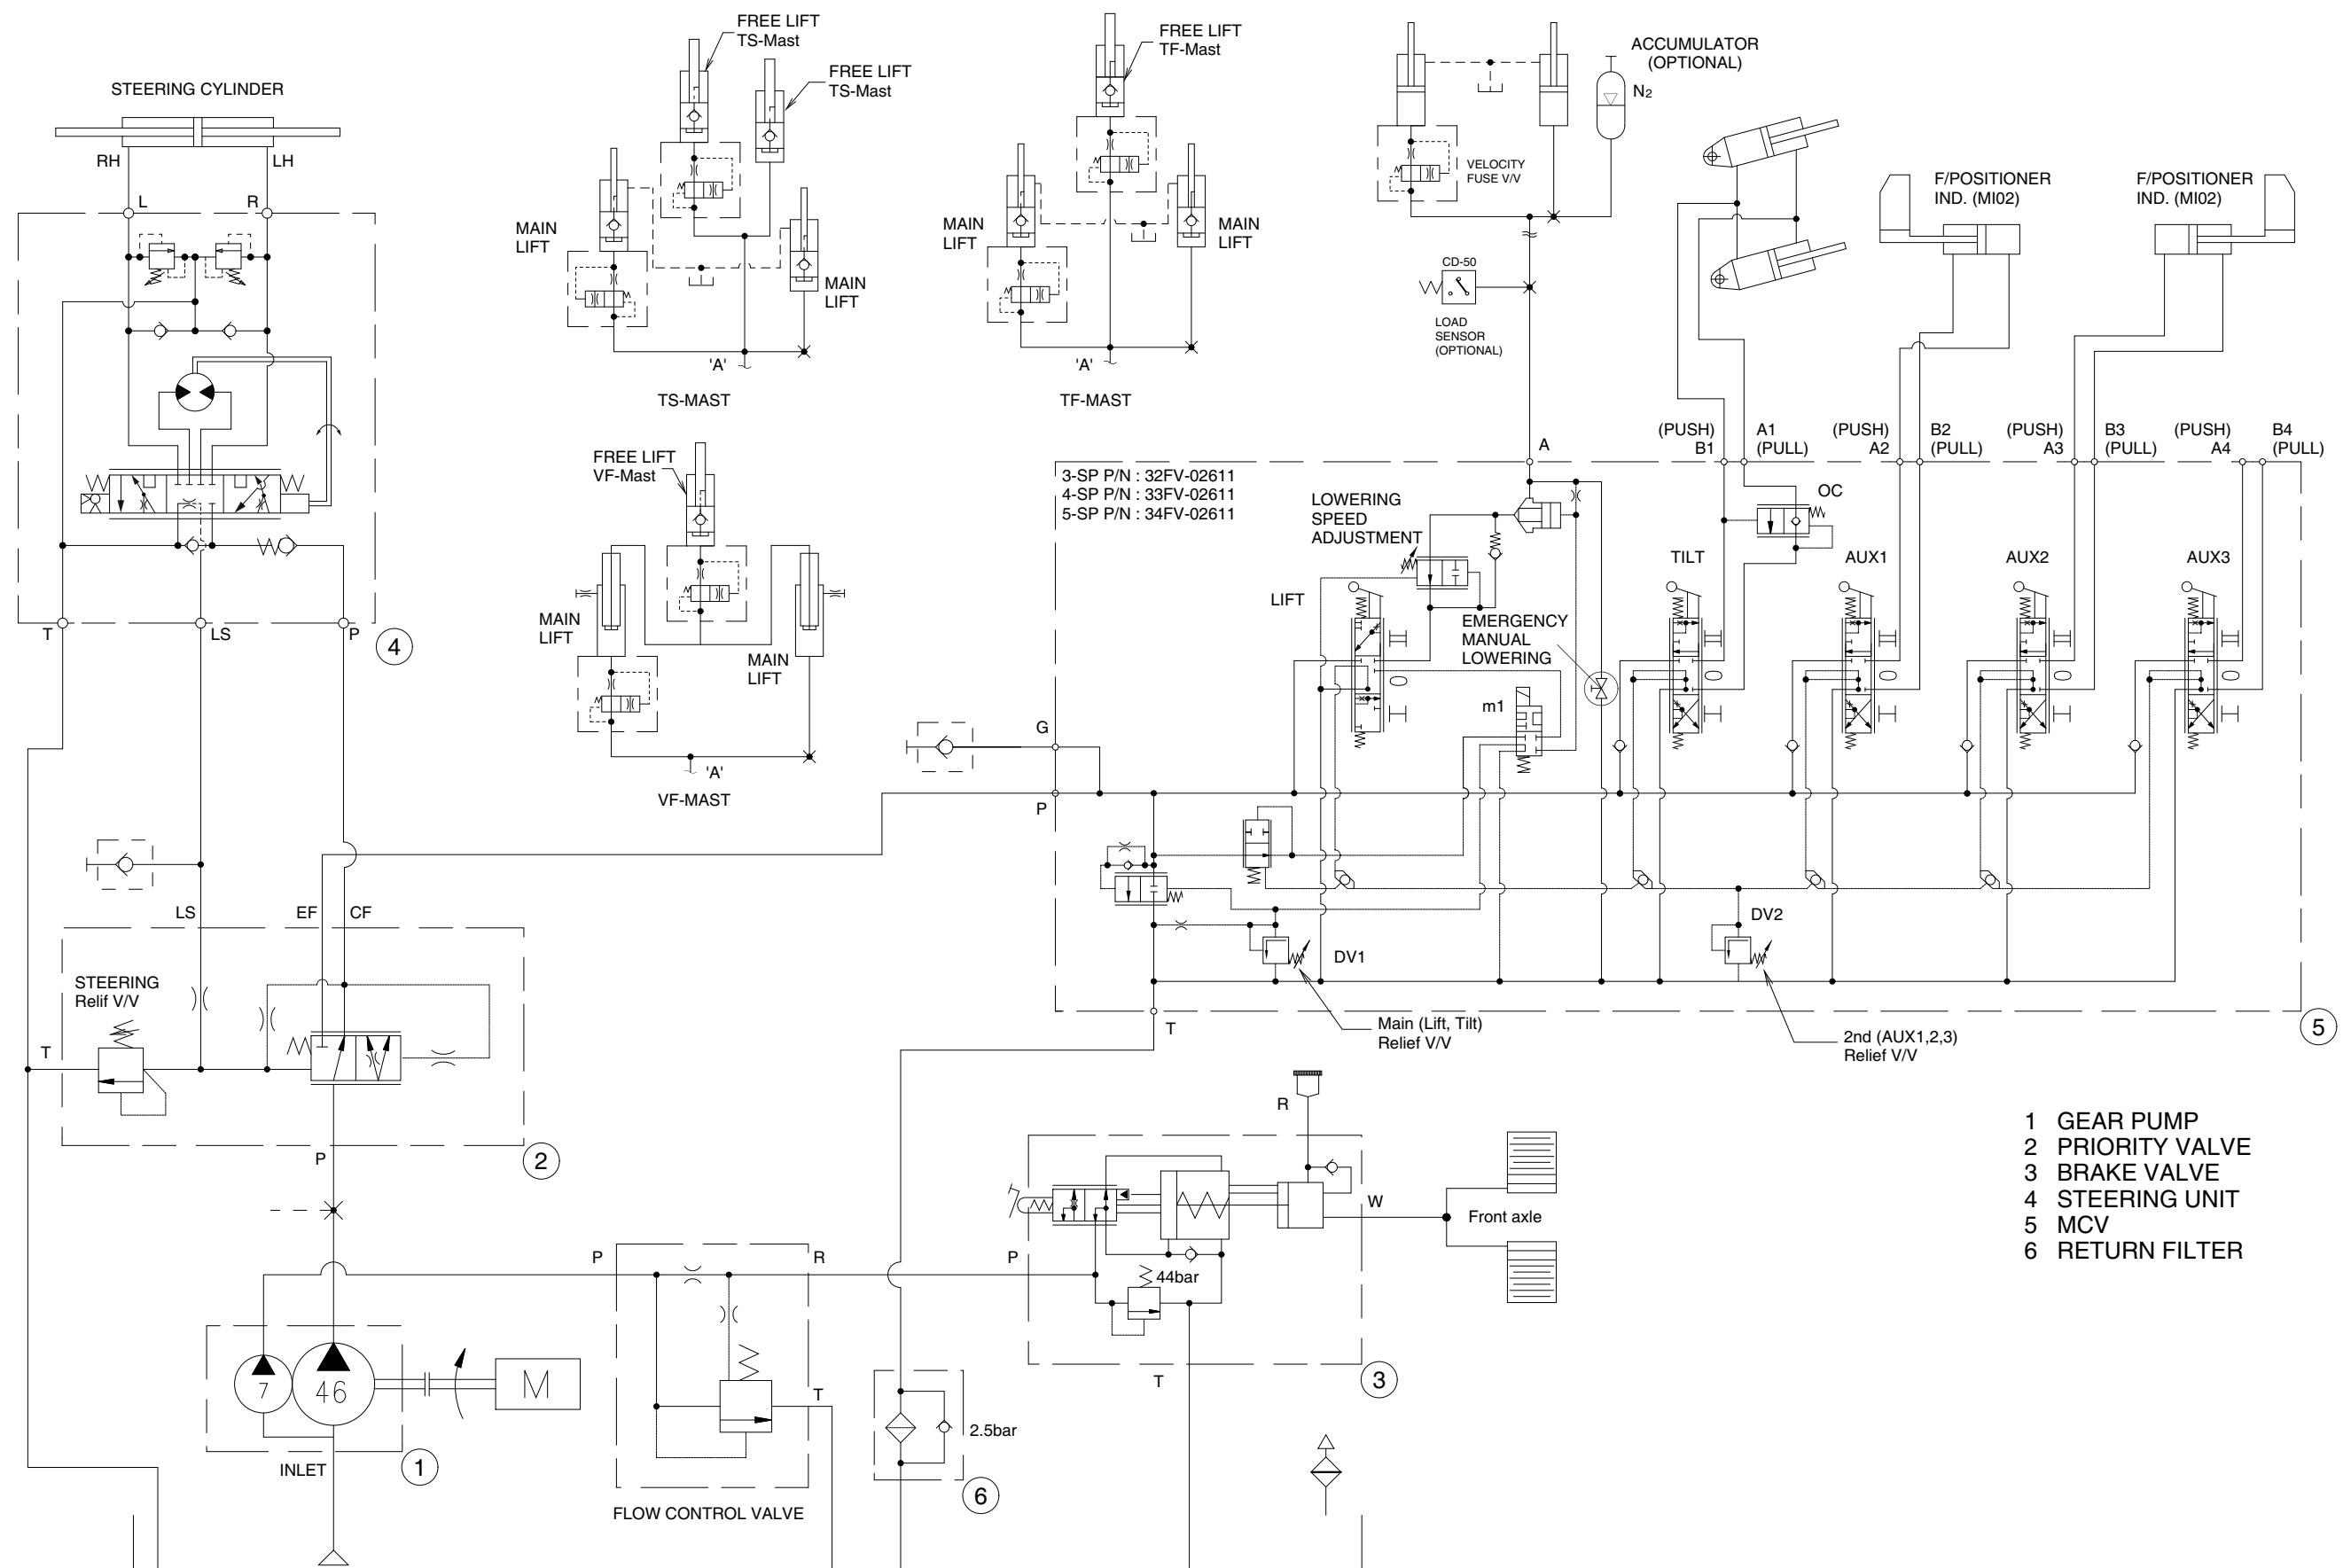 FREE LIFT
TS-Mast
FREE LIFT
TS-Mast
FREE LIFT
TF-Mast
ACCUMULATOR
(OPTIONAL)
N2
STEERING CYLINDER
RH
LH
L
R
MAIN
LIFT
MAIN
LIFT
'A'
TS-MAST
MAIN
LIFT
MAIN
LIFT
'A'
TF-MAST
VELOCITY
FUSE V/V
CD-50
LOAD
SENSOR
(OPTIONAL)
F/POSITIONER
IND. (MI02)
F/POSITIONER
IND. (MI02)
FREE LIFT
VF-Mast
MAIN
LIFT
MAIN
LIFT
'A'
VF-MAST
A
(PUSH)
B1
A1
(PULL)
(PUSH)
A2
B2
(PULL)
(PUSH)
A3
B3
(PULL)
(PUSH)
A4
B4
(PULL)
3-SP P/N : 32FV-02611
4-SP P/N : 33FV-02611
5-SP P/N : 34FV-02611
LOWERING
SPEED
ADJUSTMENT
OC
LIFT
TILT
AUX1
AUX2
AUX3
EMERGENCY
MANUAL
LOWERING
m1
T
LS
P
4
G
P
DV1
DV2
T
Main (Lift, Tilt)
Relief V/V
2nd (AUX1,2,3)
Relief V/V
5
LS
EF
CF
STEERING
Relif V/V
T
P
2
R
P
W
Front axle
44bar
T
3
P
R
T
FLOW CONTROL VALVE
7
46
M
INLET
1
2.5bar
6
1 GEAR PUMP
2 PRIORITY VALVE
3 BRAKE VALVE
4 STEERING UNIT
5 MCV
6 RETURN FILTER